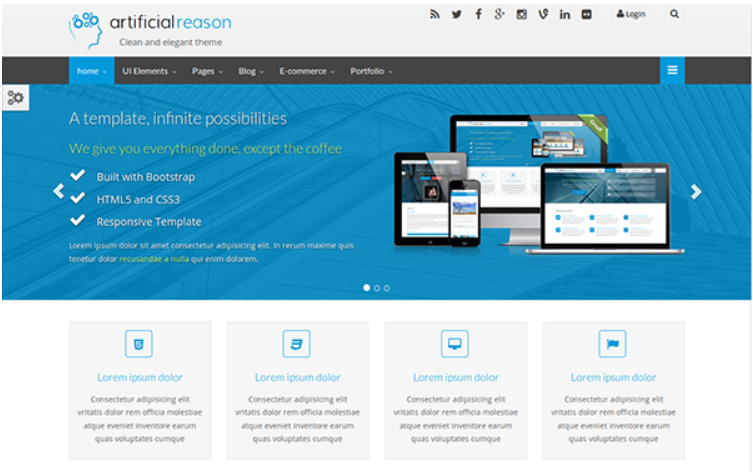 artificialreason
Clean and elegant theme
Login
home UI Elements Pages Blog E-commerce Portfolio
A template, infinite possibilities
We give you everything done, except the coffee
Built with Bootstrap
HTML5 and CSS3
Responsive Template
Lorem ipsum dolor sit amet consectetur adipisicing elit. In rerum maxime quis
tenetur dolor recusandae a nulla qui enim dolorem.
Great
Lorem ipsum dolor
Consectetur adipisicing elit
vritatis dolor rem officia molestiae
atque eveniet inventore earum
quas voluptates cumque
Lorem ipsum dolor
Consectetur adipisicing elit
vritatis dolor rem officia molestiae
atque eveniet inventore earum
quas voluptates cumque
Lorem ipsum dolor
Consectetur adipisicing elit
vritatis dolor rem officia molestiae
atque eveniet inventore earum
quas voluptates cumque
Lorem ipsum dolor
Consectetur adipisicing elit
vritatis dolor rem officia molestiae
atque eveniet inventore earum
quas voluptates cumque